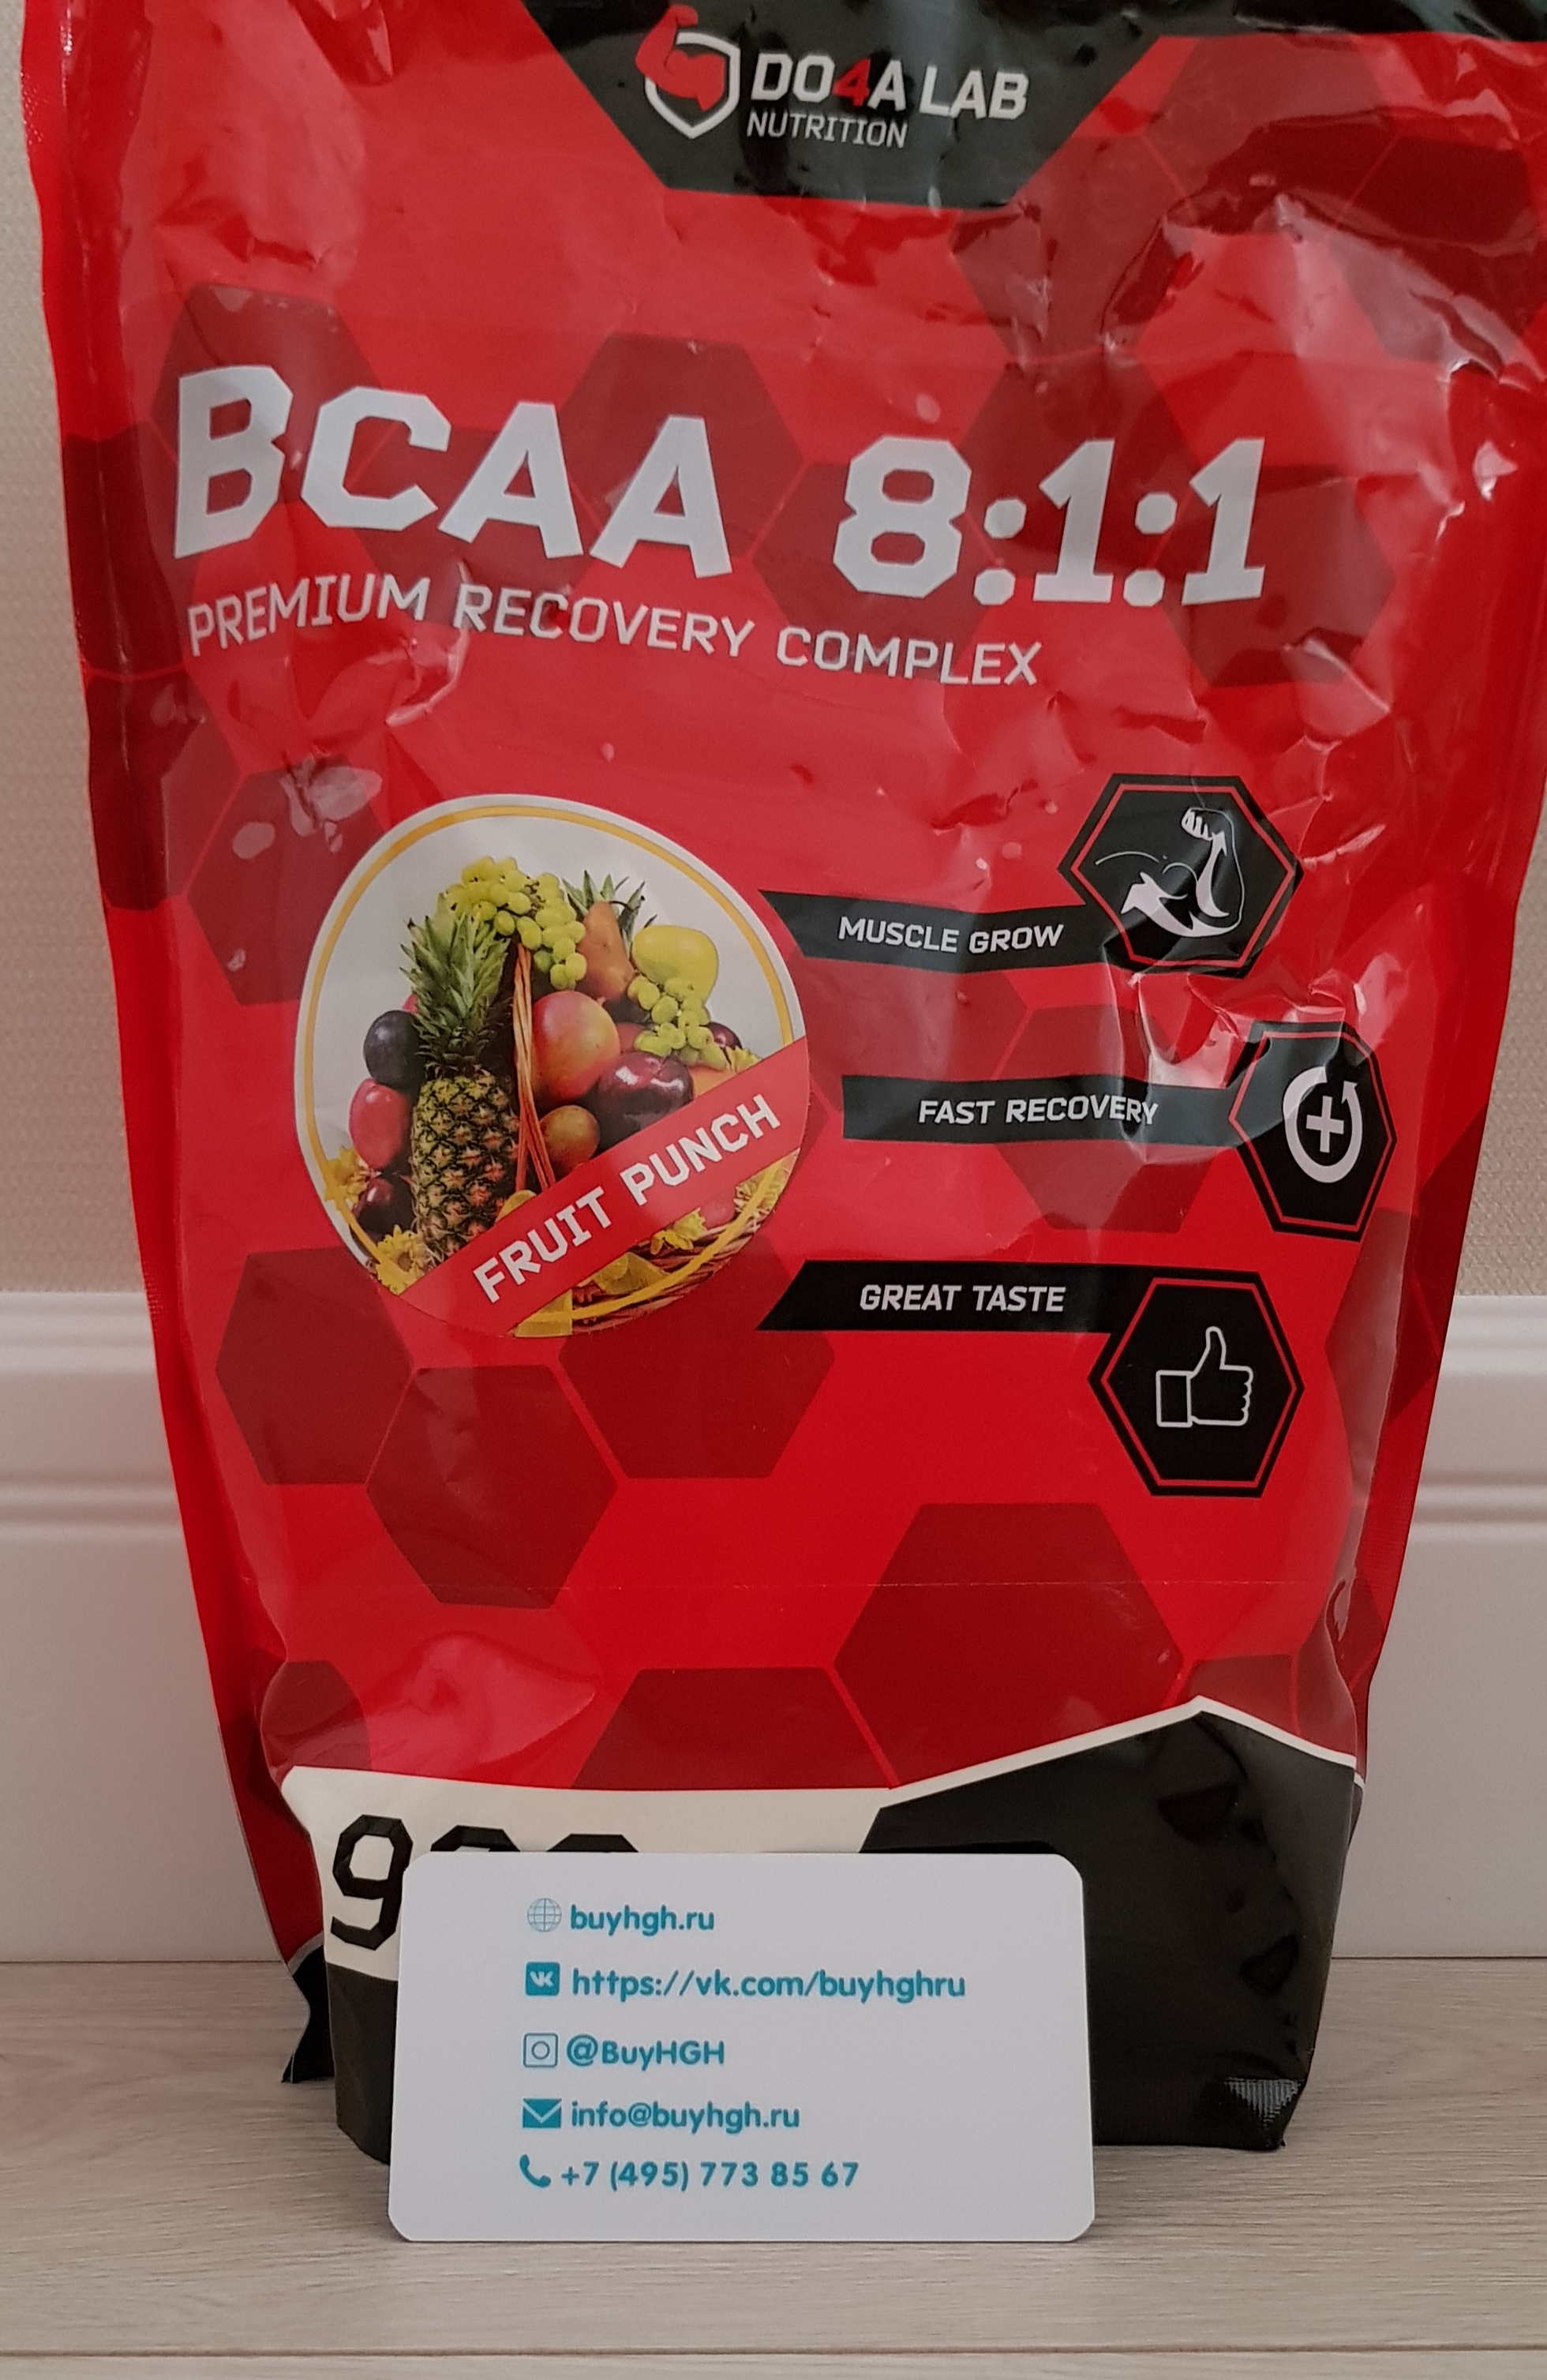 DO4A LAB
NUTRITION
BCAA 8:1:1
PREMIUM RECOVERY COMPLEX
MUSCLE GROW
FAST RECOVERY
FRUIT PUNCH
GREAT TASTE
buyhgh.ru
https://vk.com/buyhghru
@BuyHGH
info@buyhgh.ru
+7 (495) 773 85 67